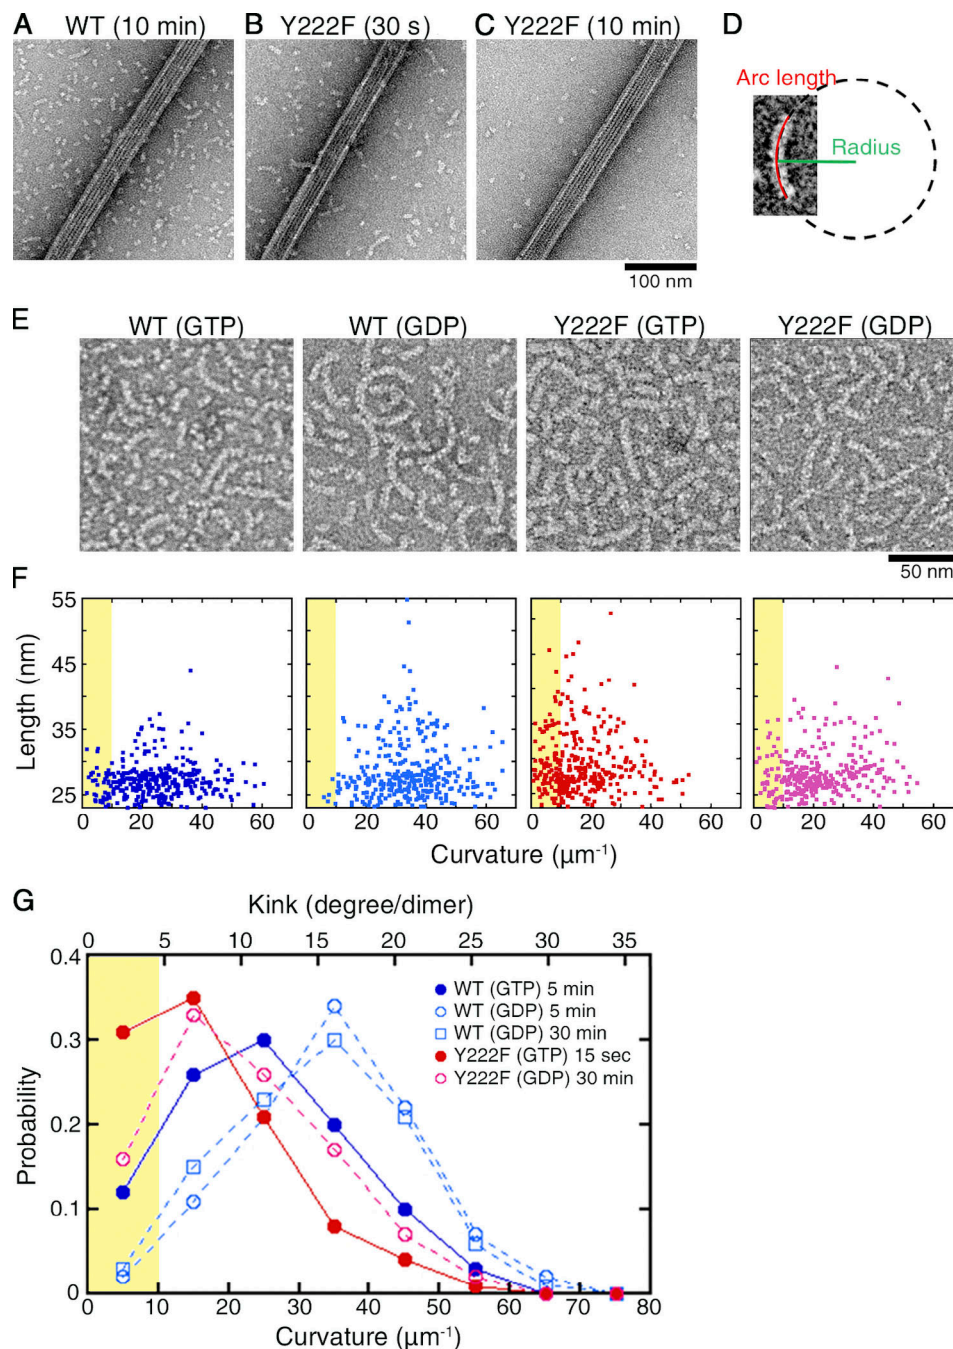 A WT (10 min) B Y222F (30 s) C Y222F (10 min) D
Arc length
Radius
100 nm
E
WT (GTP) WT (GDP) Y222F (GTP) Y222F (GDP)
50 nm
F
55
45
35
25
Length (nm)
0 20 40 60 0 20 40 60 0 20 40 60 0 20 40 60
Curvature (µm⁻¹)
G
Kink (degree/dimer)
0 5 10 15 20 25 30 35
0.4
0.3
0.2
0.1
0
Probability
WT (GTP) 5 min
WT (GDP) 5 min
WT (GDP) 30 min
Y222F (GTP) 15 sec
Y222F (GDP) 30 min
0 10 20 30 40 50 60 70 80
Curvature (µm⁻¹)